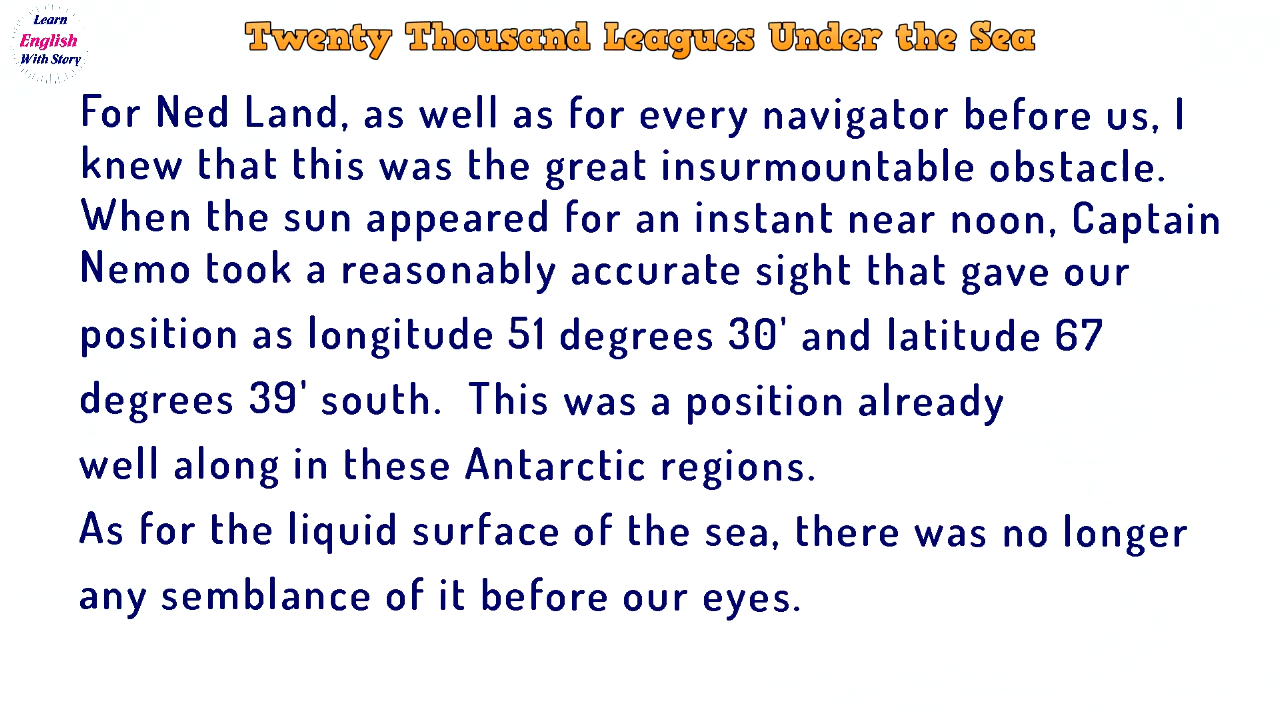 Learn
English
With Story
Twenty Thousand Leagues Under the Sea
For Ned Land, as well as for every navigator before us, I
knew that this was the great insurmountable obstacle.
When the sun appeared for an instant near noon, Captain
Nemo took a reasonably accurate sight that gave our
position as longitude 51 degrees 30' and latitude 67
degrees 39' south.  This was a position already
well along in these Antarctic regions.
As for the liquid surface of the sea, there was no longer
any semblance of it before our eyes.